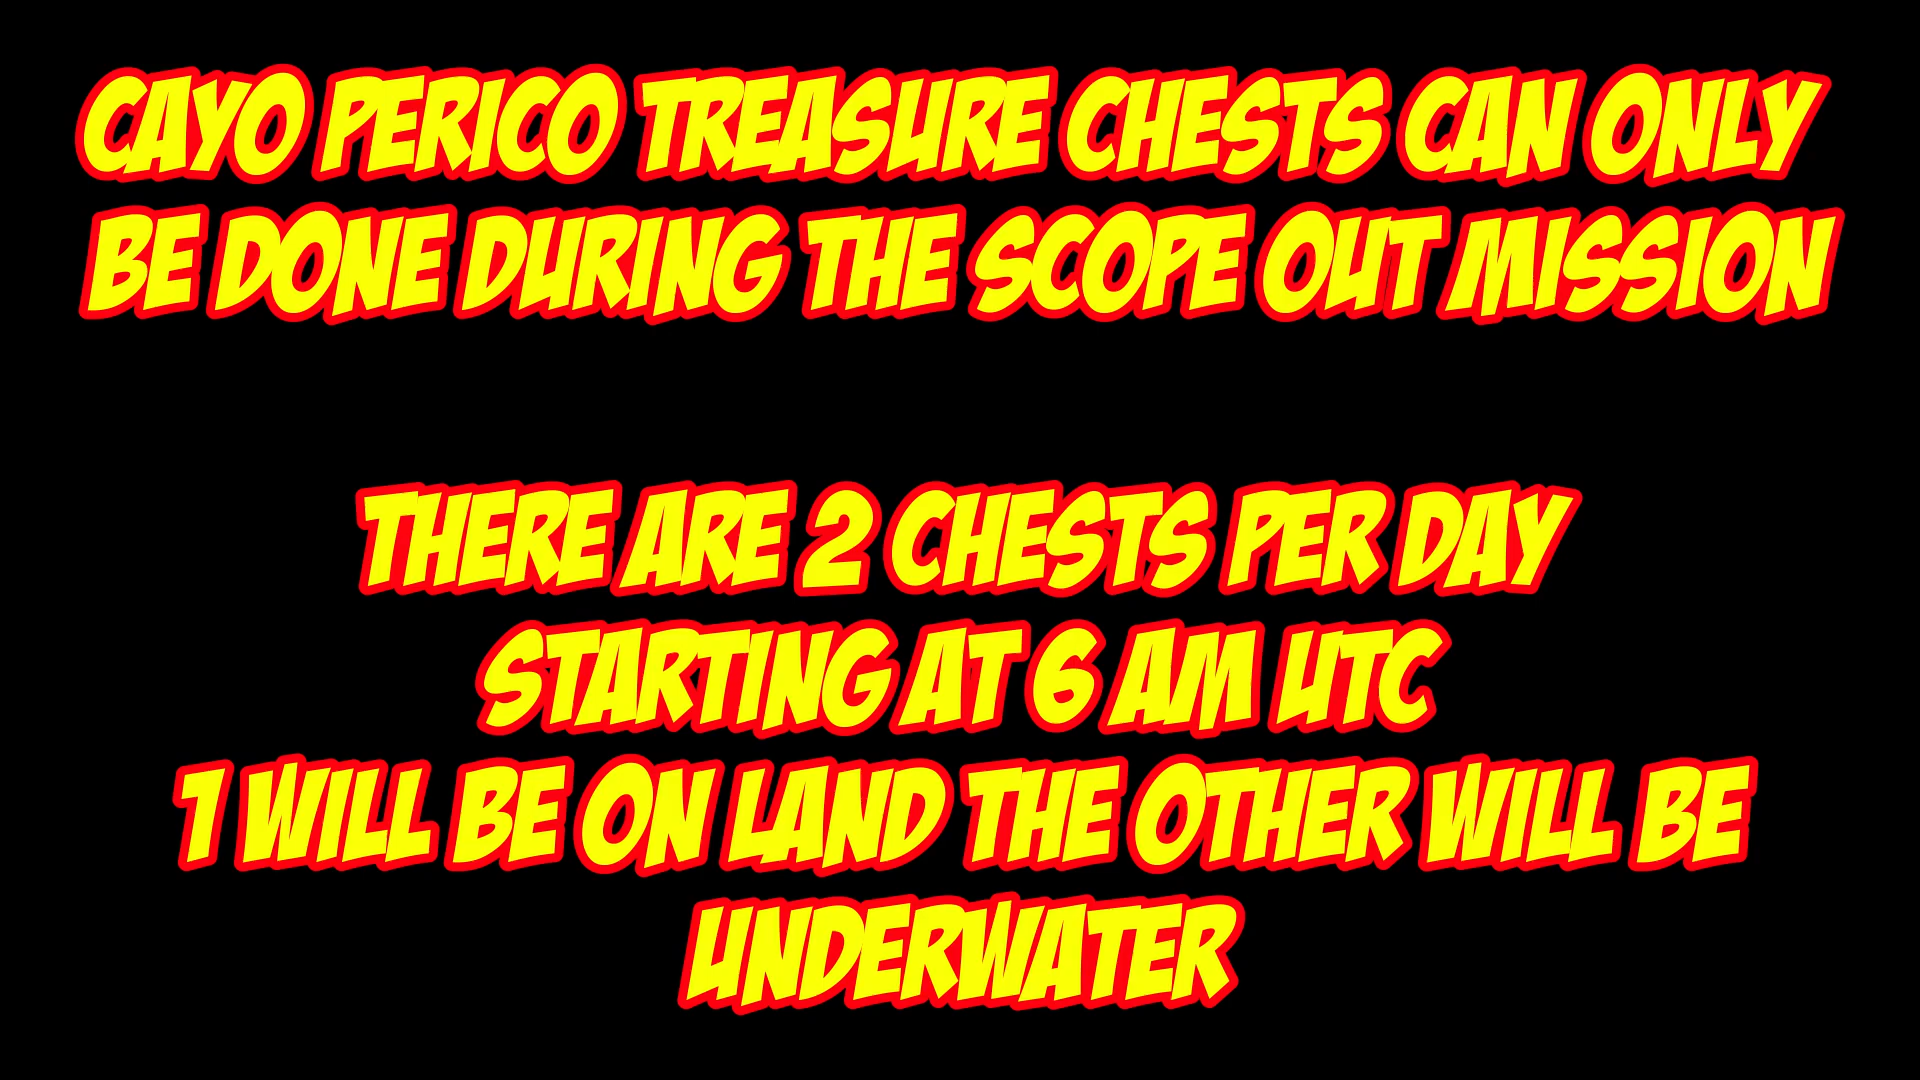 CAYO PERICO TREASURE CHESTS CAN ONLY
BE DONE DURING THE SCOPE OUT MISSION
THERE ARE 2 CHESTS PER DAY
STARTING AT 6 AM UTC
1 WILL BE ON LAND THE OTHER WILL BE
UNDERWATER